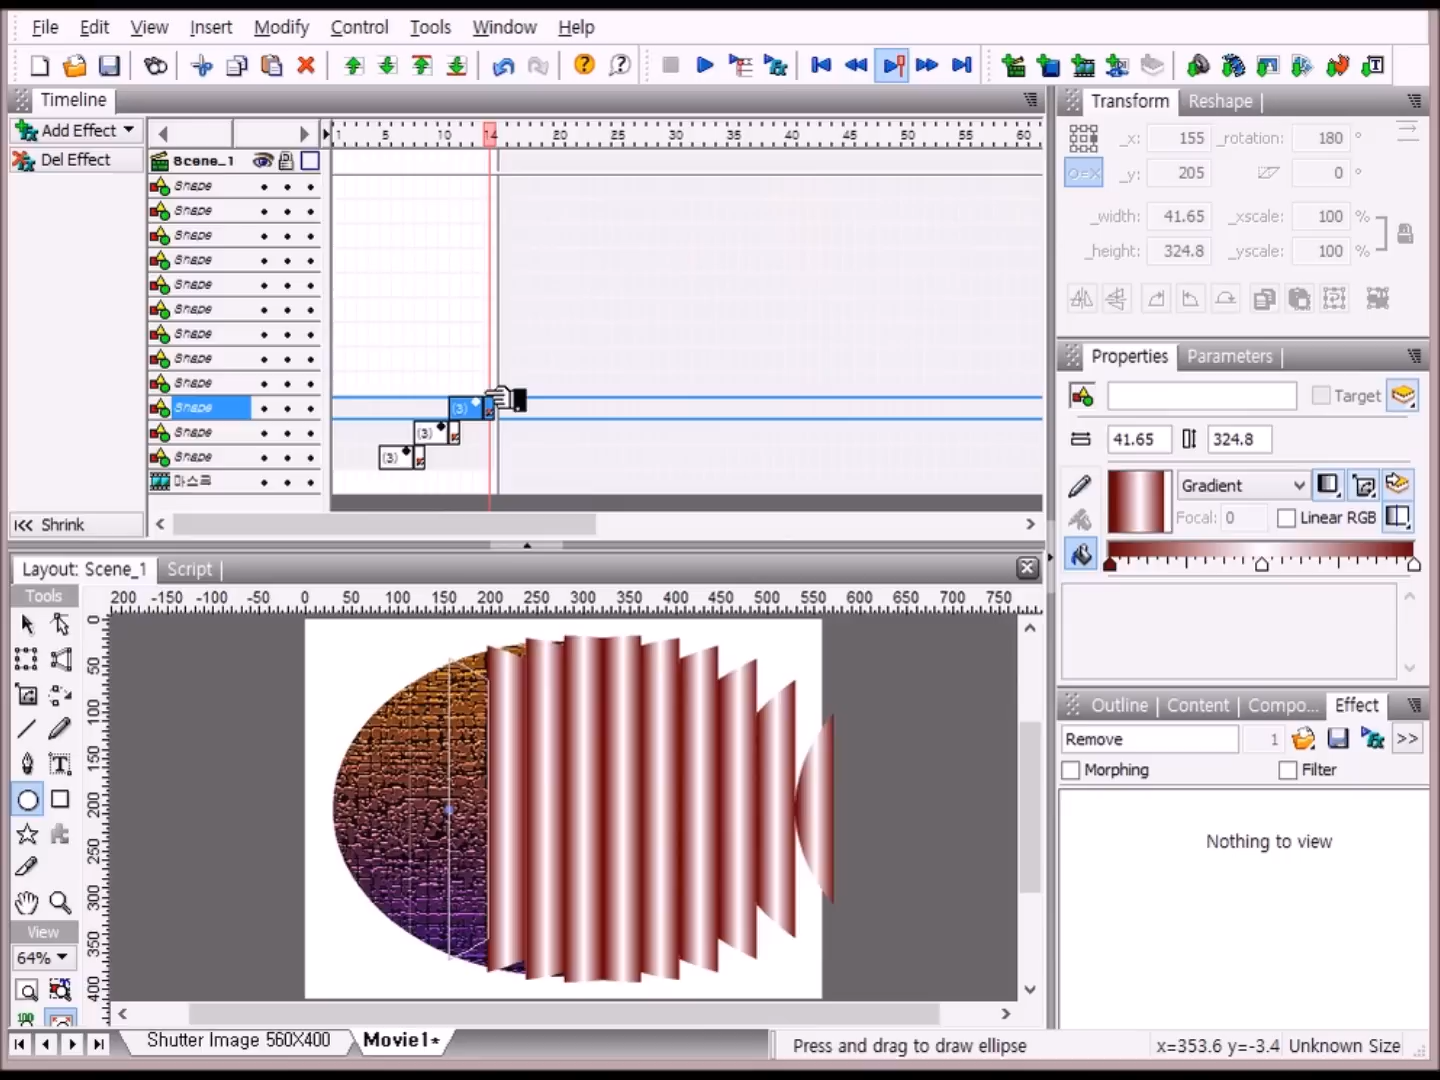 File Edit View Insert Modify Control Tools Window Help
Timeline
Add Effect
Del Effect
1 5 10 14 20 25 30 35 40 45 50 55 60
Scene_1
Shape
Shape
Shape
Shape
Shape
Shape
Shape
Shape
Shape
Shape (3)
Shape (3)
Shape (3)
마스크
Shrink
Transform Reshape
_x: 155 _rotation: 180 °
_y: 205 0 °
_width: 41.65 _xscale: 100 %
_height: 324.8 _yscale: 100 %
Properties Parameters
Target
41.65 324.8
Gradient
Focal: 0 Linear RGB
Outline Content Compo... Effect
Remove 1 >>
Morphing Filter
Nothing to view
Layout: Scene_1 Script
Tools
200 -150 -100 -50 0 50 100 150 200 250 300 350 400 450 500 550 600 650 700 750
0
50
100
150
200
250
300
350
400
View
64%
100
Shutter Image 560X400 Movie1*
Press and drag to draw ellipse x=353.6 y=-3.4 Unknown Size